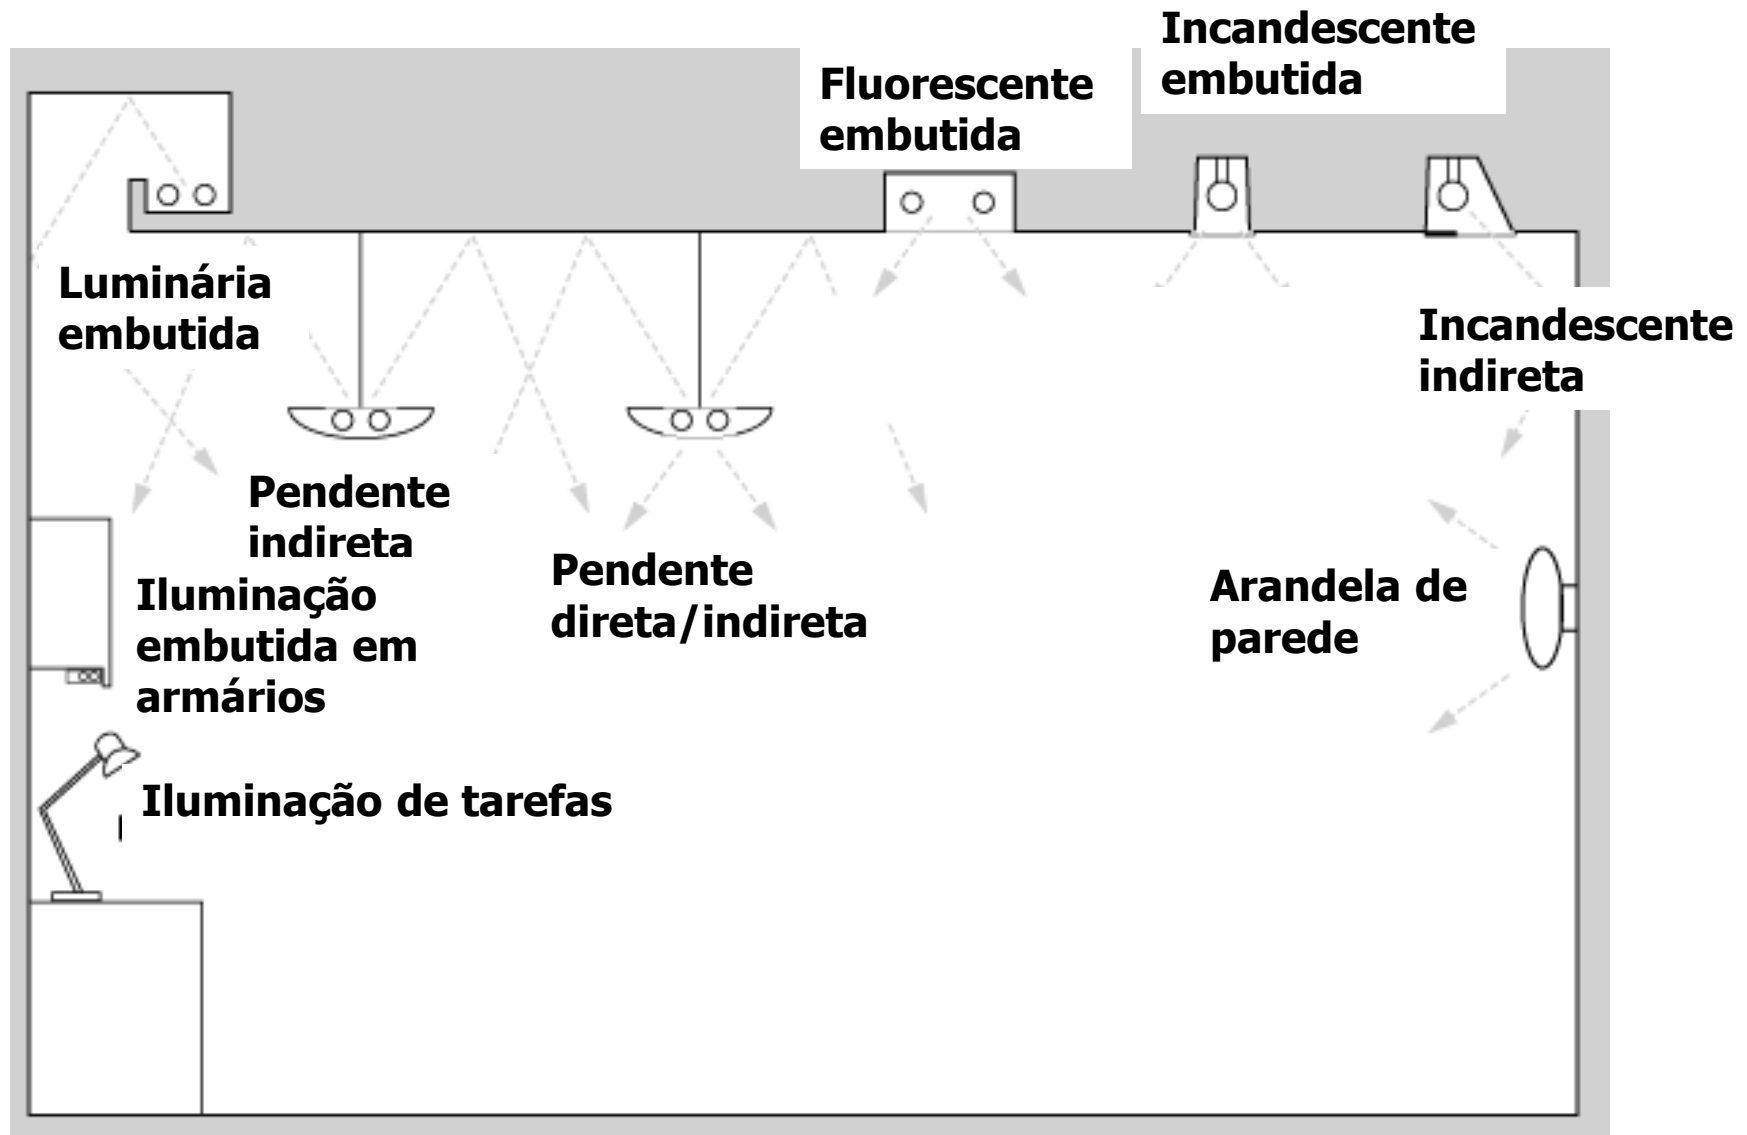 Incandescente
embutida
Fluorescente
embutida
Luminária
embutida
Incandescente
indireta
Pendente
indireta
Pendente
direta/indireta
Iluminação
embutida em
armários
Arandela de
parede
Iluminação de tarefas